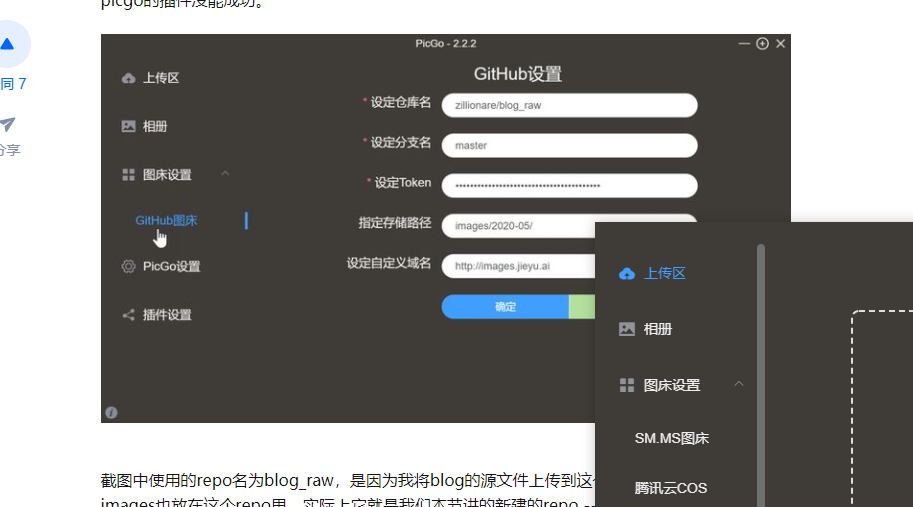 picgo的插件没能成功。
同 7
分享
PicGo - 2.2.2
上传区
相册
图床设置
GitHub图床
PicGo设置
插件设置
GitHub设置
* 设定仓库名
zillionare/blog_raw
* 设定分支名
master
* 设定Token
指定存储路径
images/2020-05/
设定自定义域名
http://images.jieyu.ai
确定
上传区
相册
图床设置
SM.MS图床
腾讯云COS
截图中使用的repo名为blog_raw，是因为我将blog的源文件上传到这
images也放在这个repo里。实际上它就是我们本节讲的新建的repo --